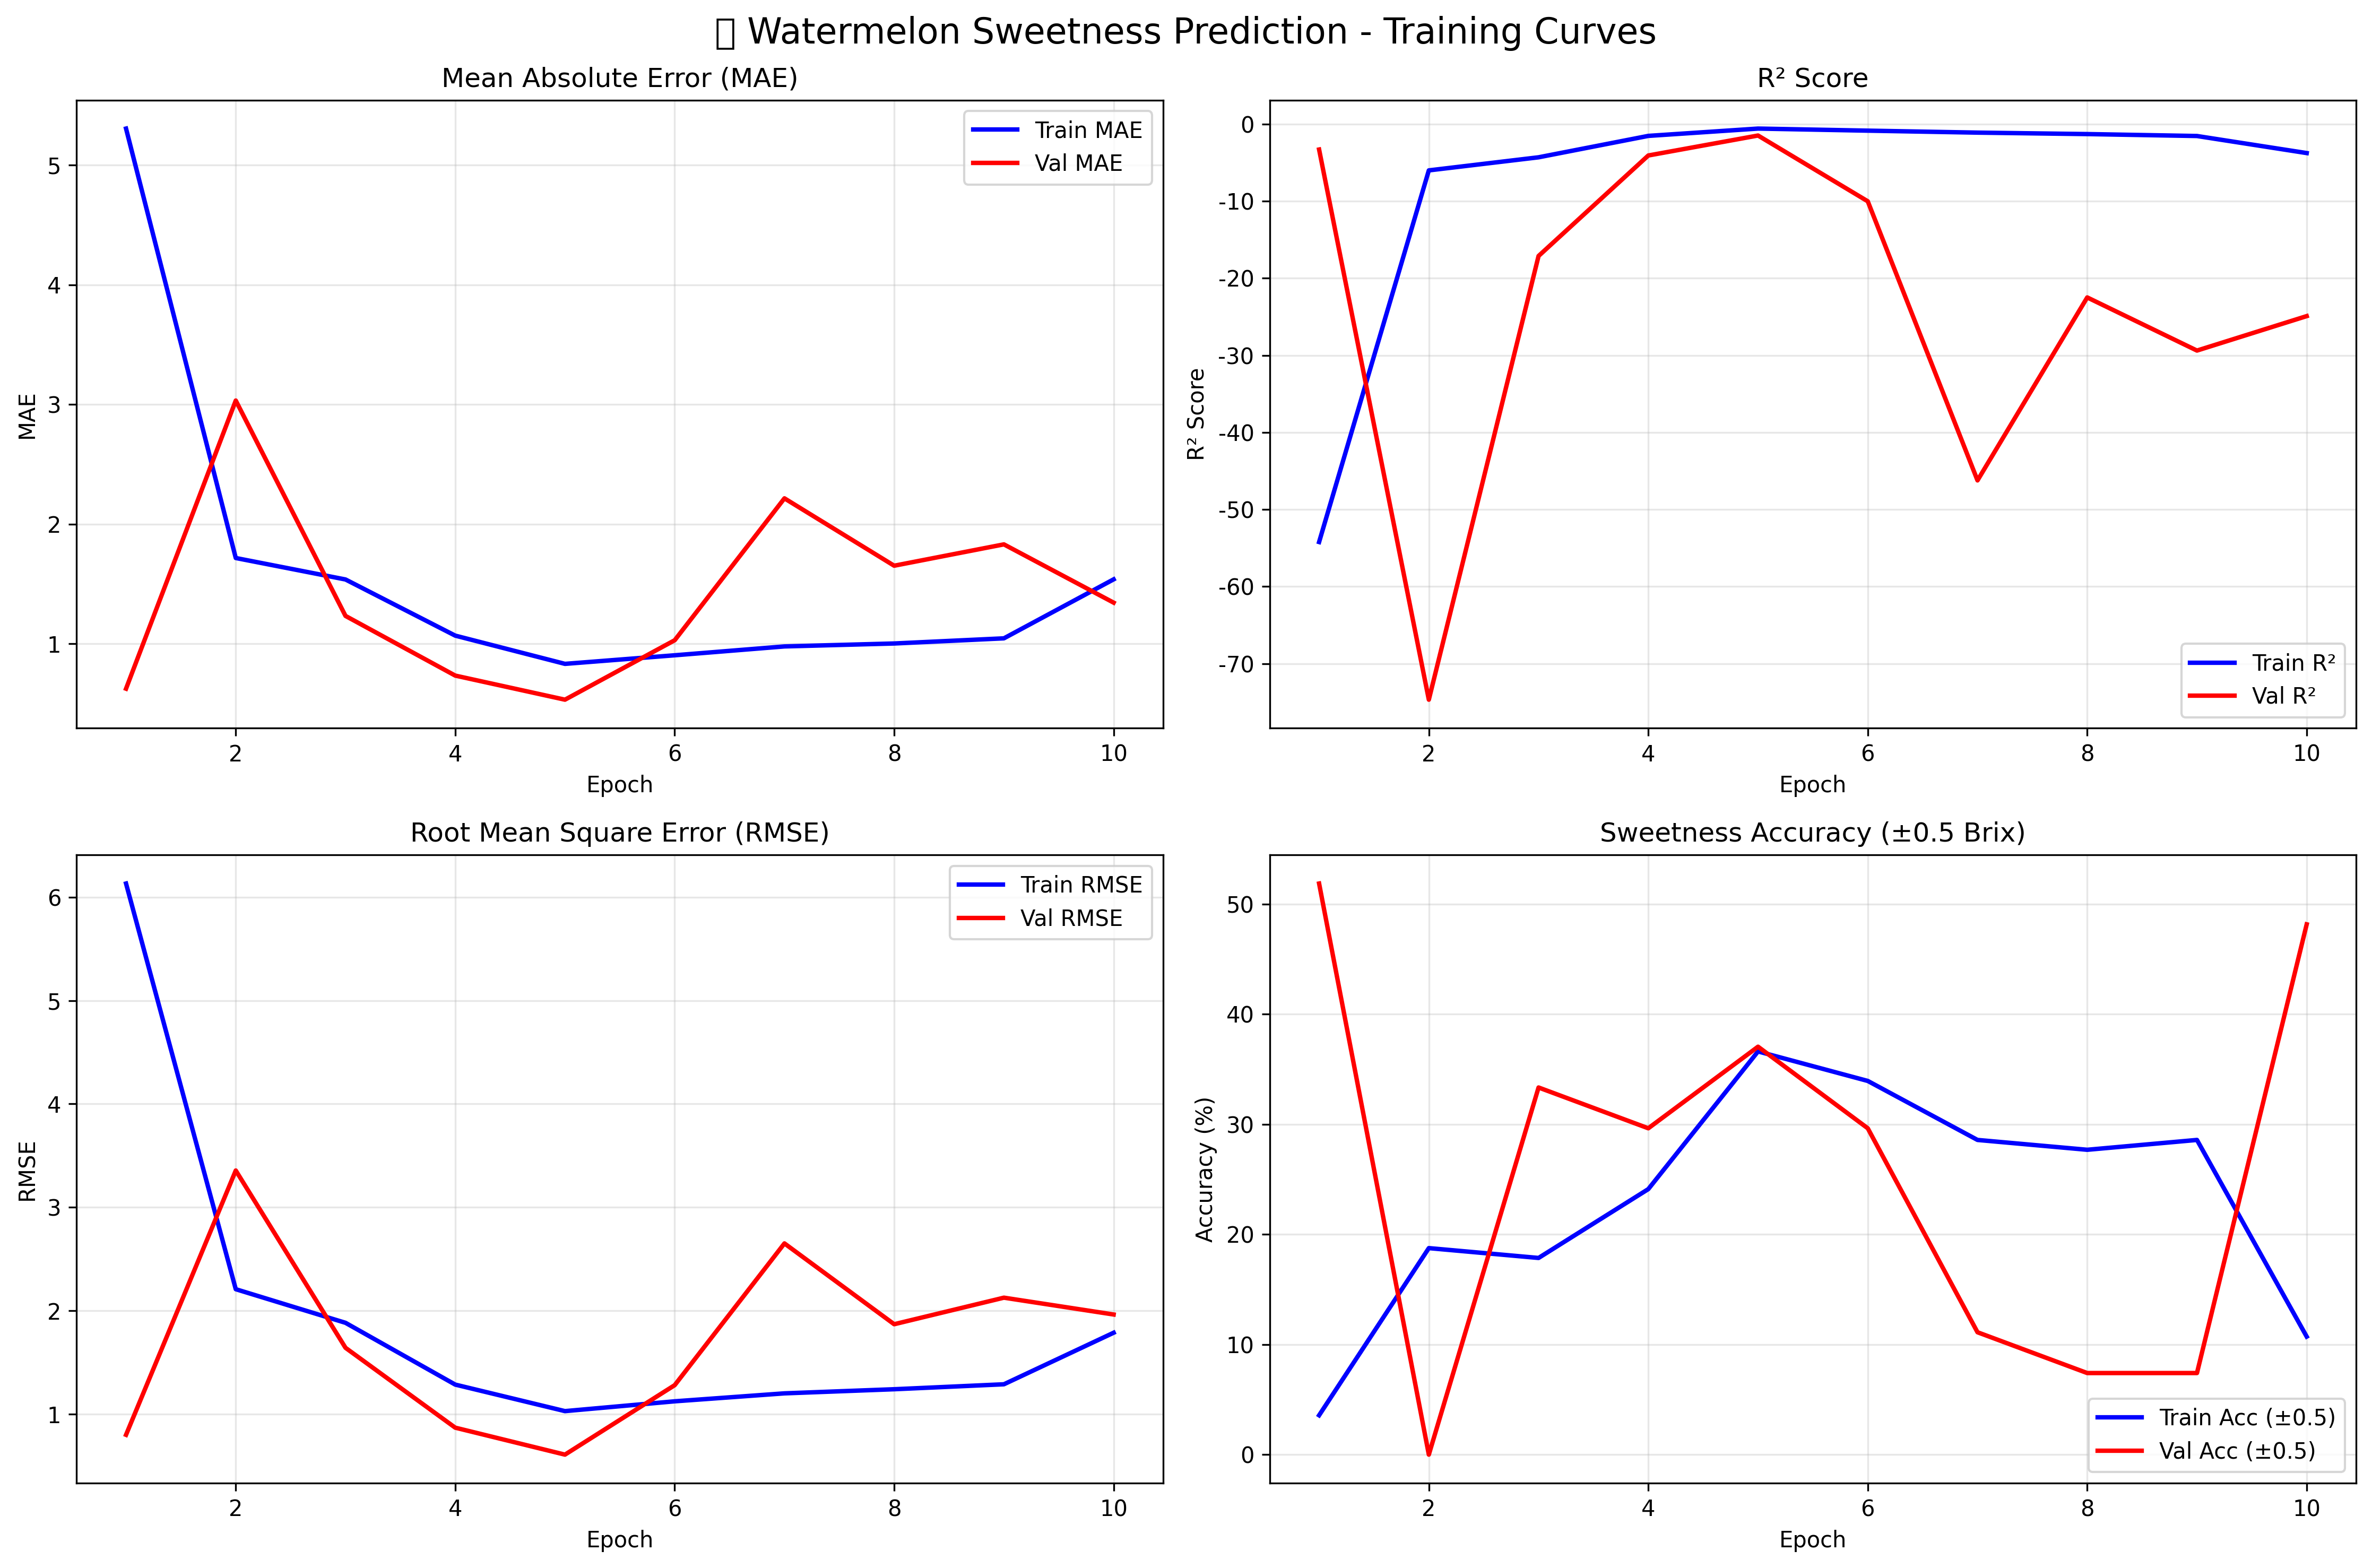 Watermelon Sweetness Prediction - Training Curves
Mean Absolute Error (MAE)
5
4
3
2
1
MAE
2 4 6 8 10
Epoch
Train MAE
Val MAE
R² Score
0
-10
-20
-30
-40
-50
-60
-70
R² Score
2 4 6 8 10
Epoch
Train R²
Val R²
Root Mean Square Error (RMSE)
6
5
4
3
2
1
RMSE
2 4 6 8 10
Epoch
Train RMSE
Val RMSE
Sweetness Accuracy (±0.5 Brix)
50
40
30
20
10
0
Accuracy (%)
2 4 6 8 10
Epoch
Train Acc (±0.5)
Val Acc (±0.5)